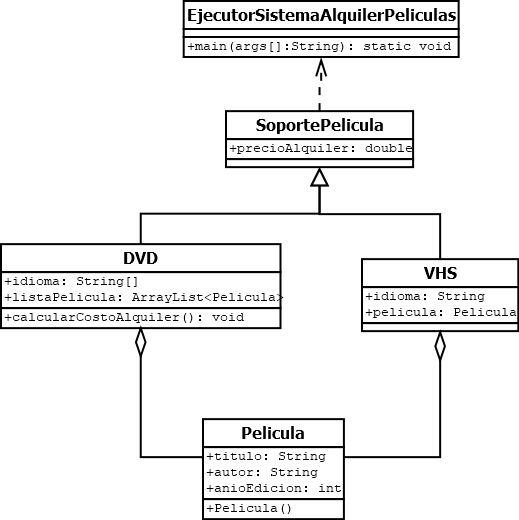 EjecutorSistemaAlquilerPeliculas
+main(args[]:String): static void
SoportePelicula
+precioAlquiler: double
DVD
+idioma: String[]
+listaPelicula: ArrayList<Pelicula>
+calcularCostoAlquiler(): void
VHS
+idioma: String
+pelicula: Pelicula
Pelicula
+titulo: String
+autor: String
+anioEdicion: int
+Pelicula()